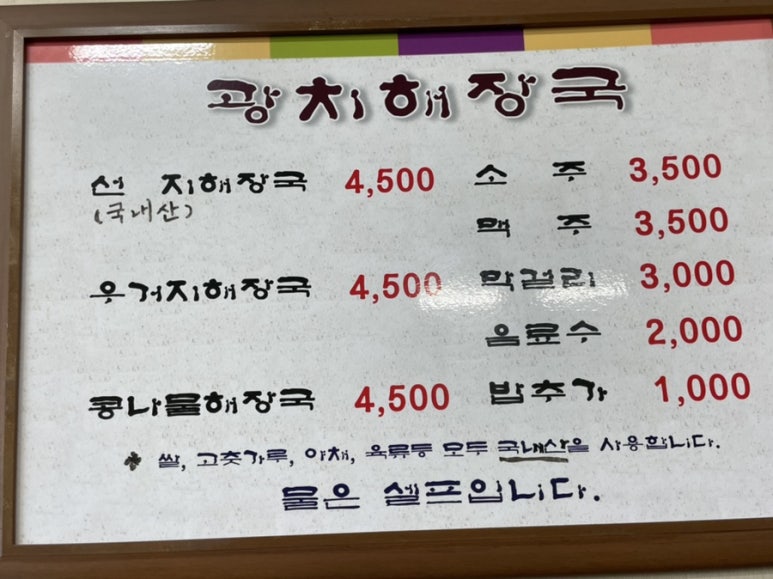 광치해장국
선 지해장국 4,500 소 주 3,500
(국내산)
맥 주 3,500
우거지해장국 4,500 막걸리 3,000
음료수 2,000
콩나물해장국 4,500 밥추가 1,000
쌀, 고춧가루, 야채, 육류등 모두 국내산을 사용합니다.
물은 셀프입니다.